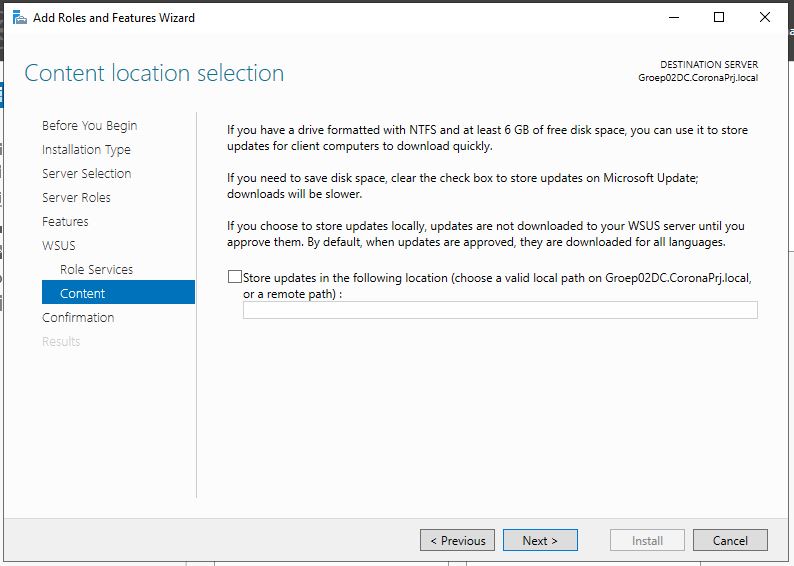 Add Roles and Features Wizard
Content location selection
DESTINATION SERVER
Groep02DC.CoronaPrj.local
Before You Begin
Installation Type
Server Selection
Server Roles
Features
WSUS
Role Services
Content
Confirmation
Results
If you have a drive formatted with NTFS and at least 6 GB of free disk space, you can use it to store
updates for client computers to download quickly.
If you need to save disk space, clear the check box to store updates on Microsoft Update;
downloads will be slower.
If you choose to store updates locally, updates are not downloaded to your WSUS server until you
approve them. By default, when updates are approved, they are downloaded for all languages.
Store updates in the following location (choose a valid local path on Groep02DC.CoronaPrj.local,
or a remote path) :
< Previous
Next >
Install
Cancel